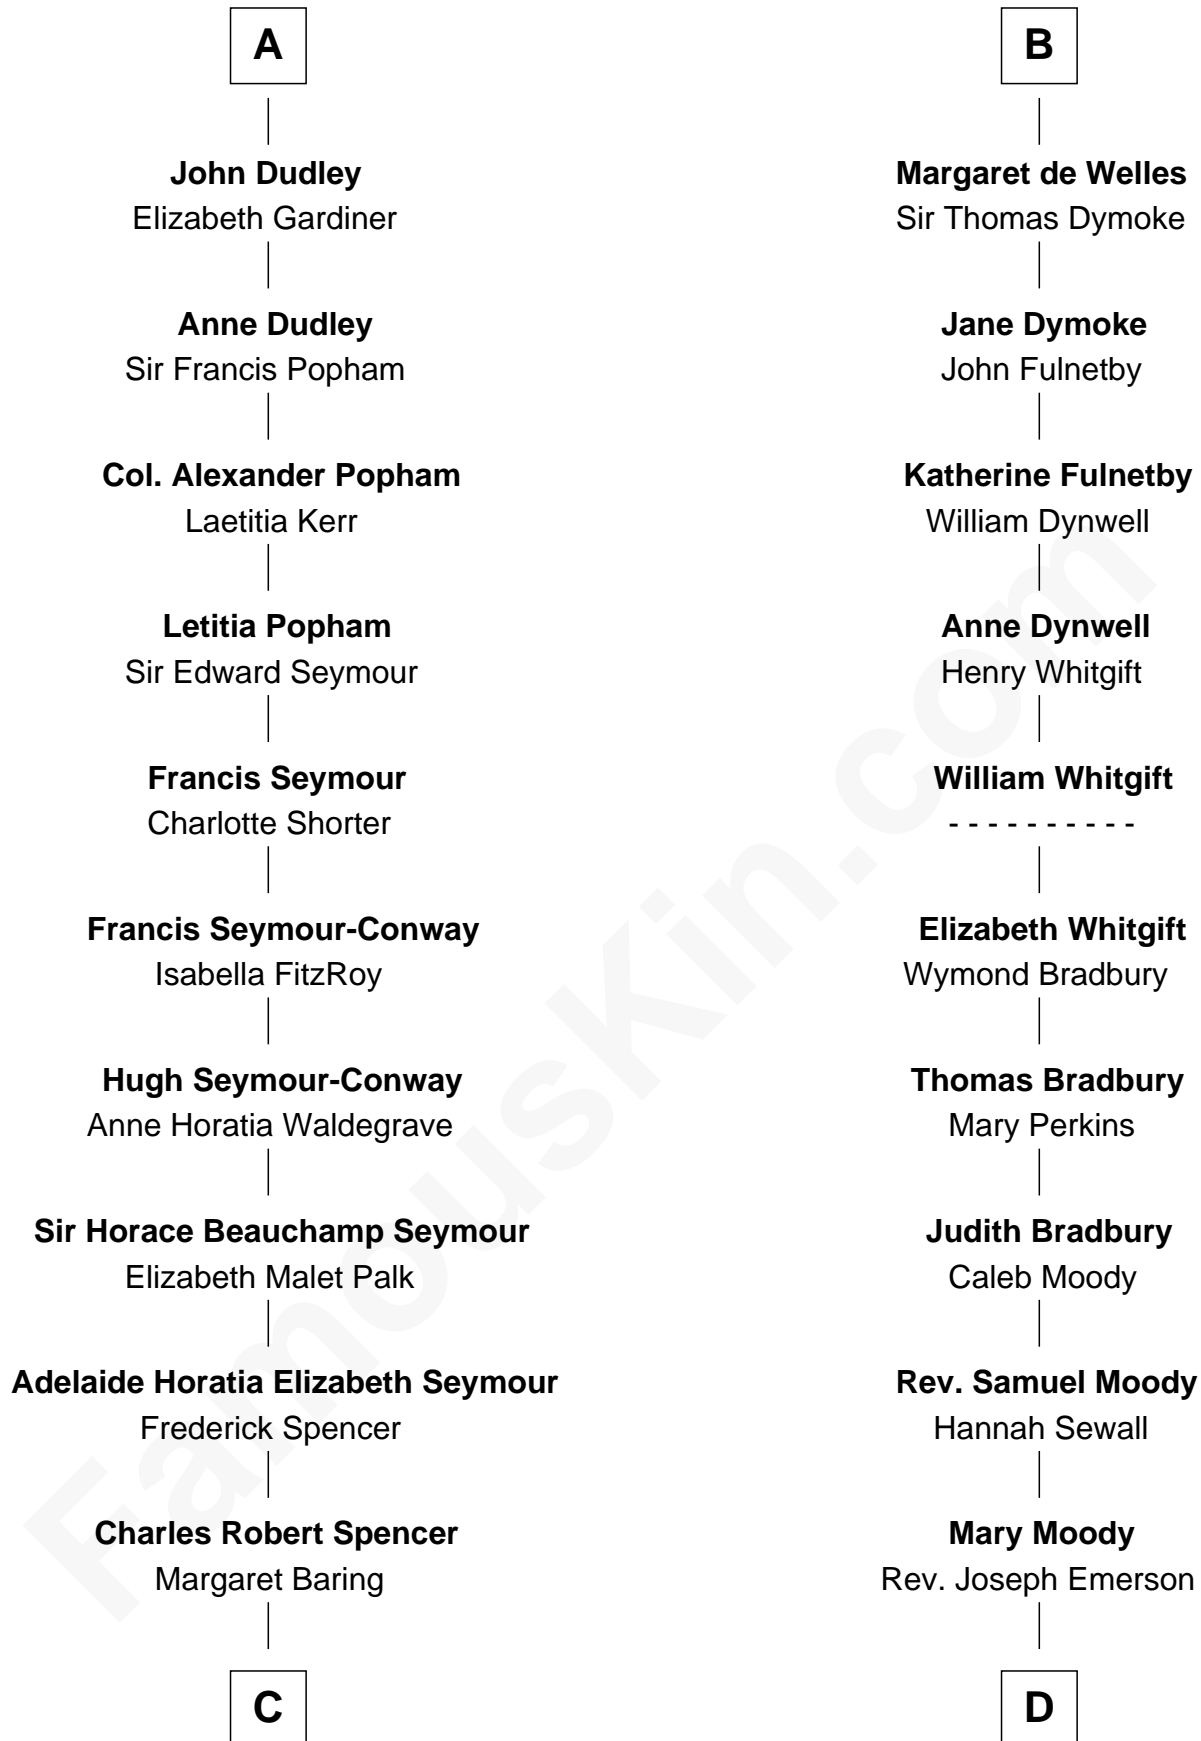 A
John Dudley
Elizabeth Gardiner
Anne Dudley
Sir Francis Popham
Col. Alexander Popham
Laetitia Kerr
Letitia Popham
Sir Edward Seymour
Francis Seymour
Charlotte Shorter
Francis Seymour-Conway
Isabella FitzRoy
Hugh Seymour-Conway
Anne Horatia Waldegrave
Sir Horace Beauchamp Seymour
Elizabeth Malet Palk
Adelaide Horatia Elizabeth Seymour
Frederick Spencer
Charles Robert Spencer
Margaret Baring
C
B
Margaret de Welles
Sir Thomas Dymoke
Jane Dymoke
John Fulnetby
Katherine Fulnetby
William Dynwell
Anne Dynwell
Henry Whitgift
William Whitgift
- - - - - - - - - -
Elizabeth Whitgift
Wymond Bradbury
Thomas Bradbury
Mary Perkins
Judith Bradbury
Caleb Moody
Rev. Samuel Moody
Hannah Sewall
Mary Moody
Rev. Joseph Emerson
D
FamousKin.com